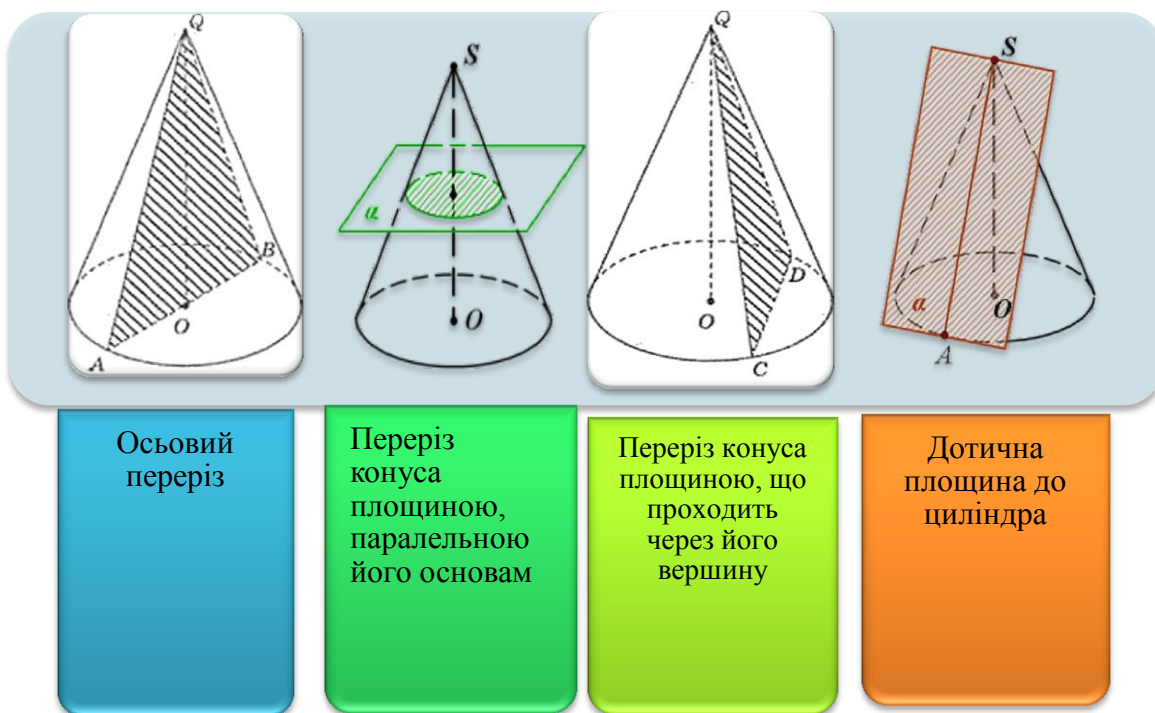 Q
B
O
A
S
α
O
Q
D
O
C
S
α
O
A
Осьовий
переріз
Переріз
конуса
площиною,
паралельною
його основам
Переріз конуса
площиною, що
проходить
через його
вершину
Дотична
площина до
циліндра